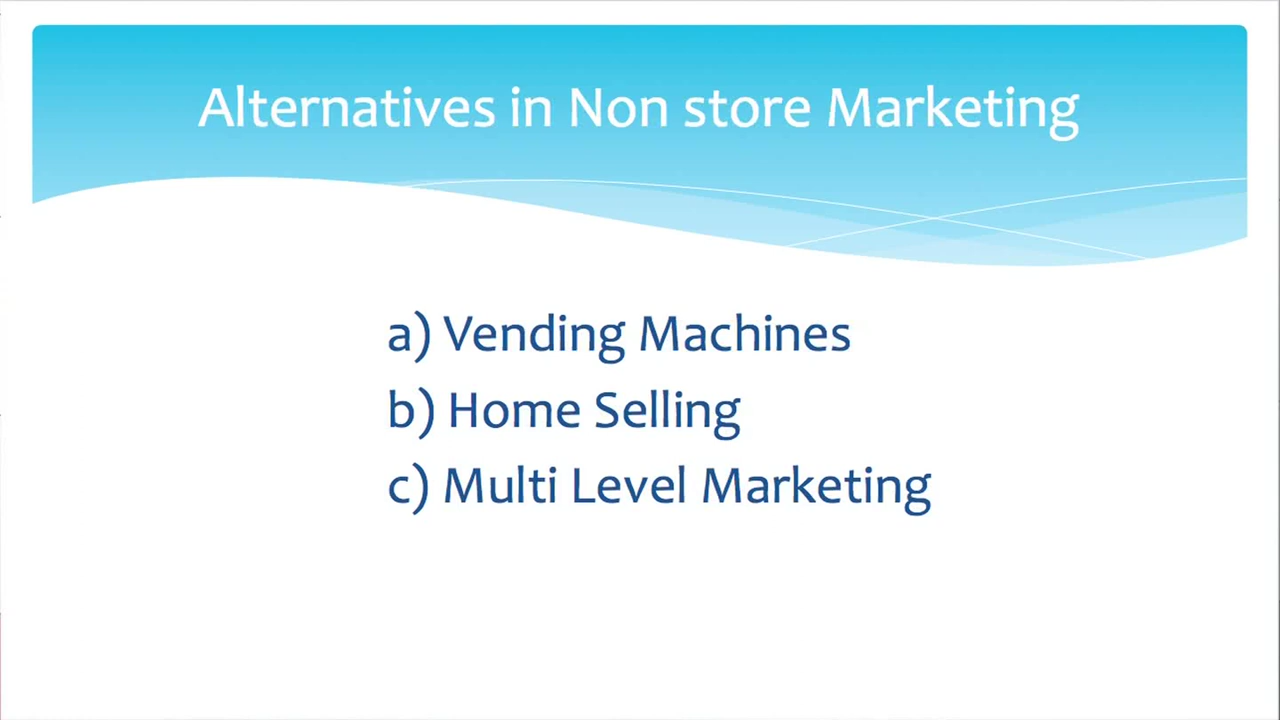 Alternatives in Non store Marketing
a) Vending Machines
b) Home Selling
c) Multi Level Marketing